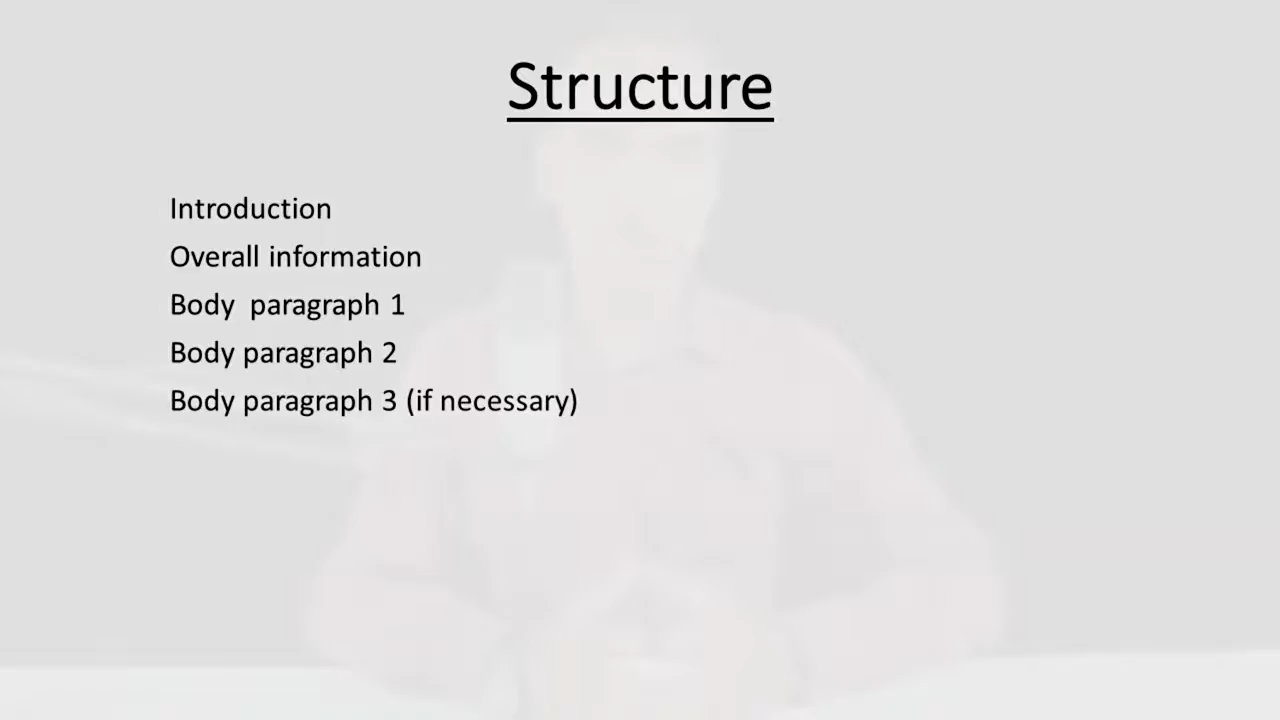 Structure
Introduction
Overall information
Body  paragraph 1
Body paragraph 2
Body paragraph 3 (if necessary)